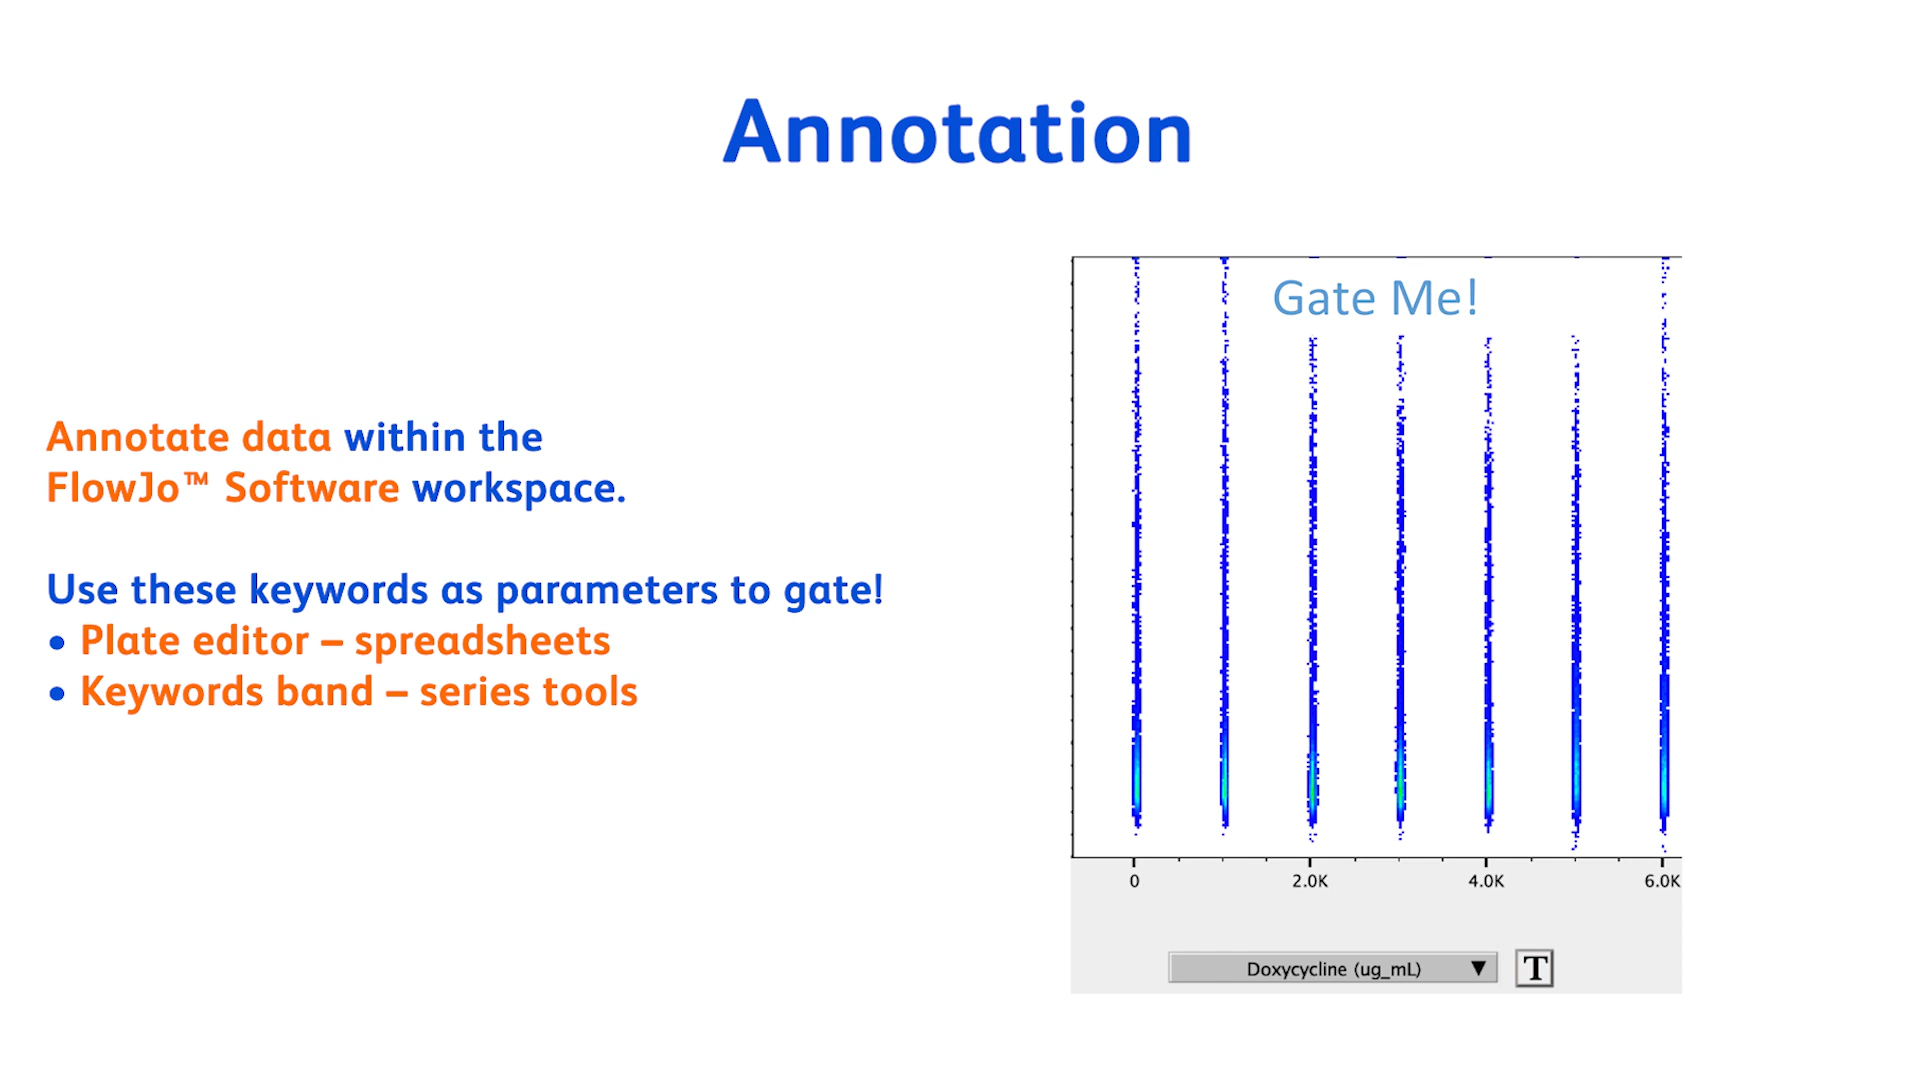 Annotation
Annotate data within the
FlowJo™ Software workspace.
Use these keywords as parameters to gate!
• Plate editor – spreadsheets
• Keywords band – series tools
Gate Me!
0 2.0K 4.0K 6.0K
Doxycycline (ug_mL) ▼ T